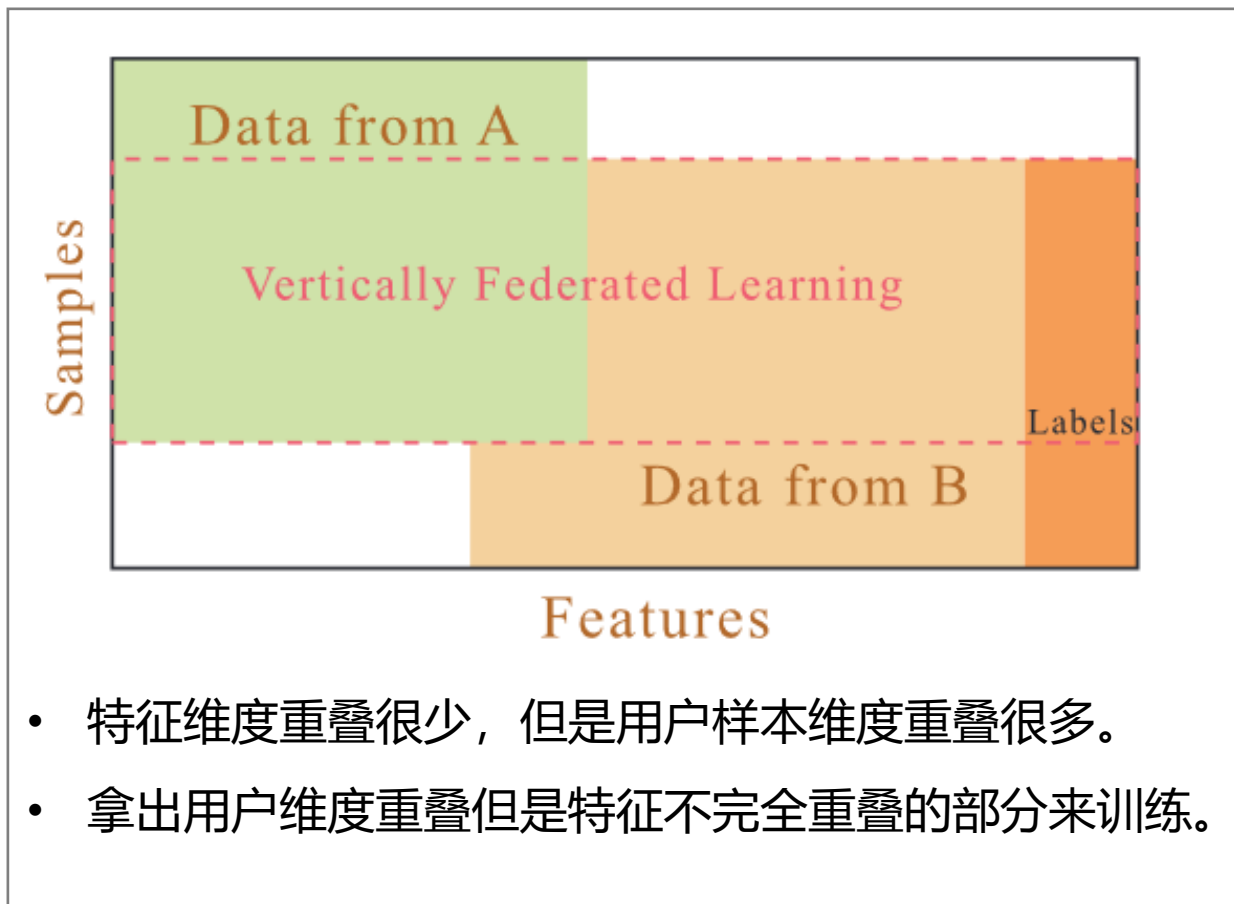 Data from A
Samples
Vertically Federated Learning
Labels
Data from B
Features
• 特征维度重叠很少，但是用户样本维度重叠很多。
• 拿出用户维度重叠但是特征不完全重叠的部分来训练。